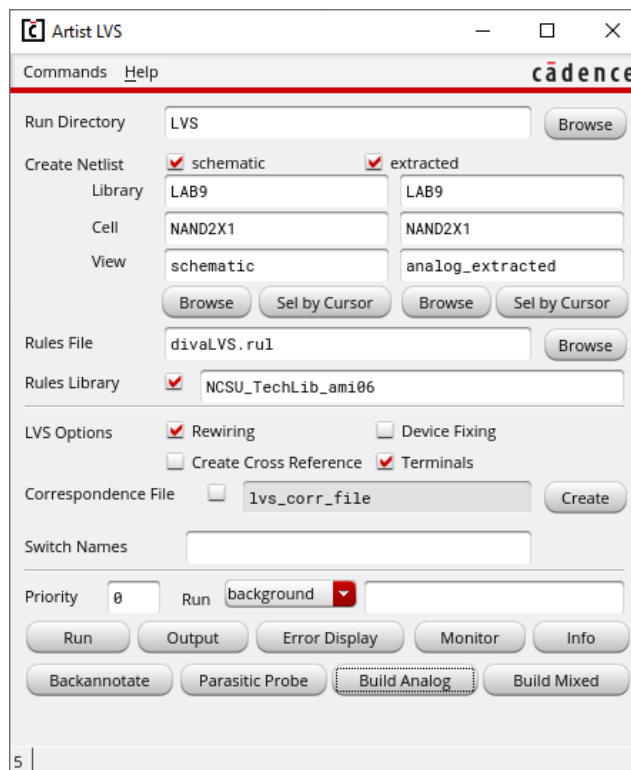 Artist LVS
Commands Help cādence
Run Directory LVS Browse
Create Netlist schematic extracted
Library LAB9 LAB9
Cell NAND2X1 NAND2X1
View schematic analog_extracted
Browse Sel by Cursor Browse Sel by Cursor
Rules File divaLVS.rul Browse
Rules Library NCSU_TechLib_ami06
LVS Options Rewiring Device Fixing
Create Cross Reference Terminals
Correspondence File lvs_corr_file Create
Switch Names
Priority 0 Run background
Run Output Error Display Monitor Info
Backannotate Parasitic Probe Build Analog Build Mixed
5